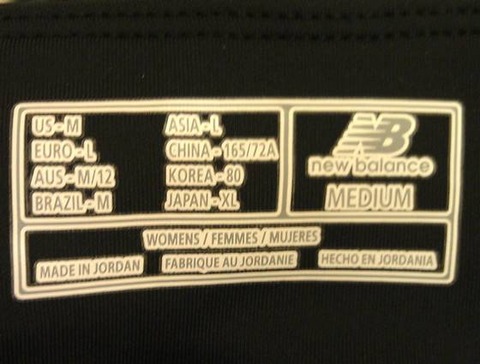 US-M
EURO-L
AUS-M/12
BRAZIL-M
ASIA-L
CHINA-165/72A
KOREA-80
JAPAN-XL
NB
new balance
MEDIUM
WOMENS / FEMMES / MUJERES
MADE IN JORDAN
FABRIQUE AU JORDANIE
HECHO EN JORDANIA